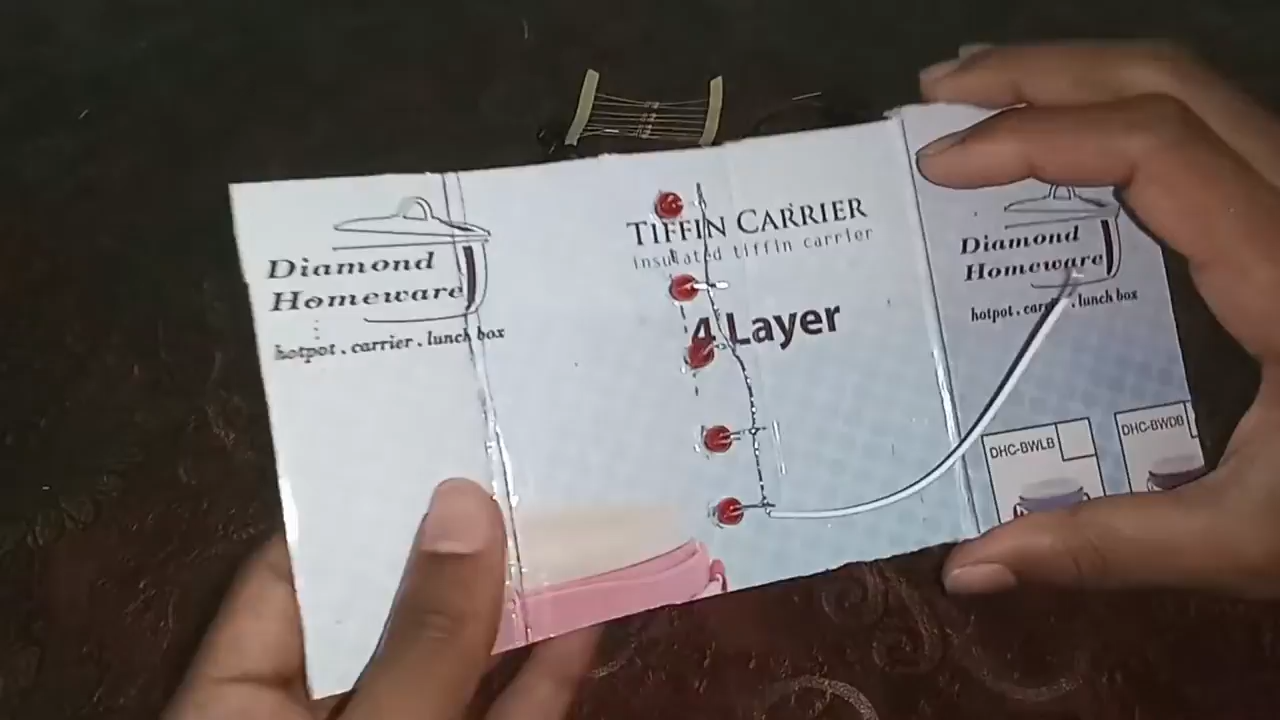 Diamond
Homeware
hotpot . carrier . lunch box
TIFFIN CARRIER
insulated tiffin carrier
4 Layer
Diamond
Homeware
hotpot . carrier . lunch box
DHC-BWLB
DHC-BWDB